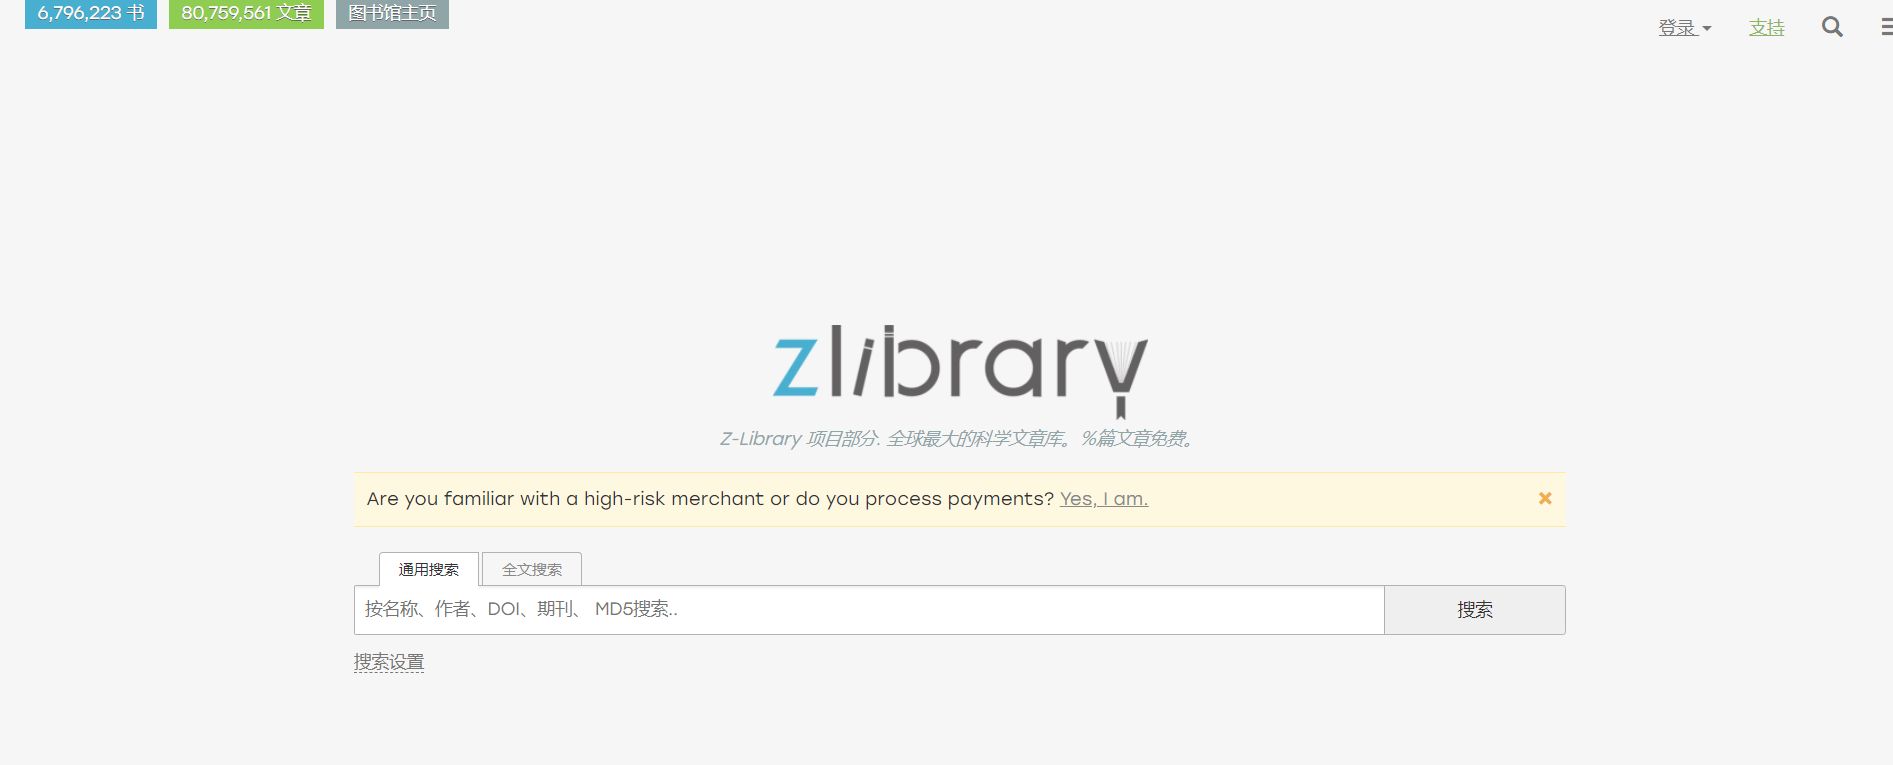 6,796,223 书
80,759,561 文章
图书馆主页
登录
支持
zlibrary
Z-Library 项目部分. 全球最大的科学文章库。 %篇文章免费。
Are you familiar with a high-risk merchant or do you process payments? Yes, I am.
通用搜索
全文搜索
按名称、作者、DOI、期刊、 MD5搜索..
搜索
搜索设置